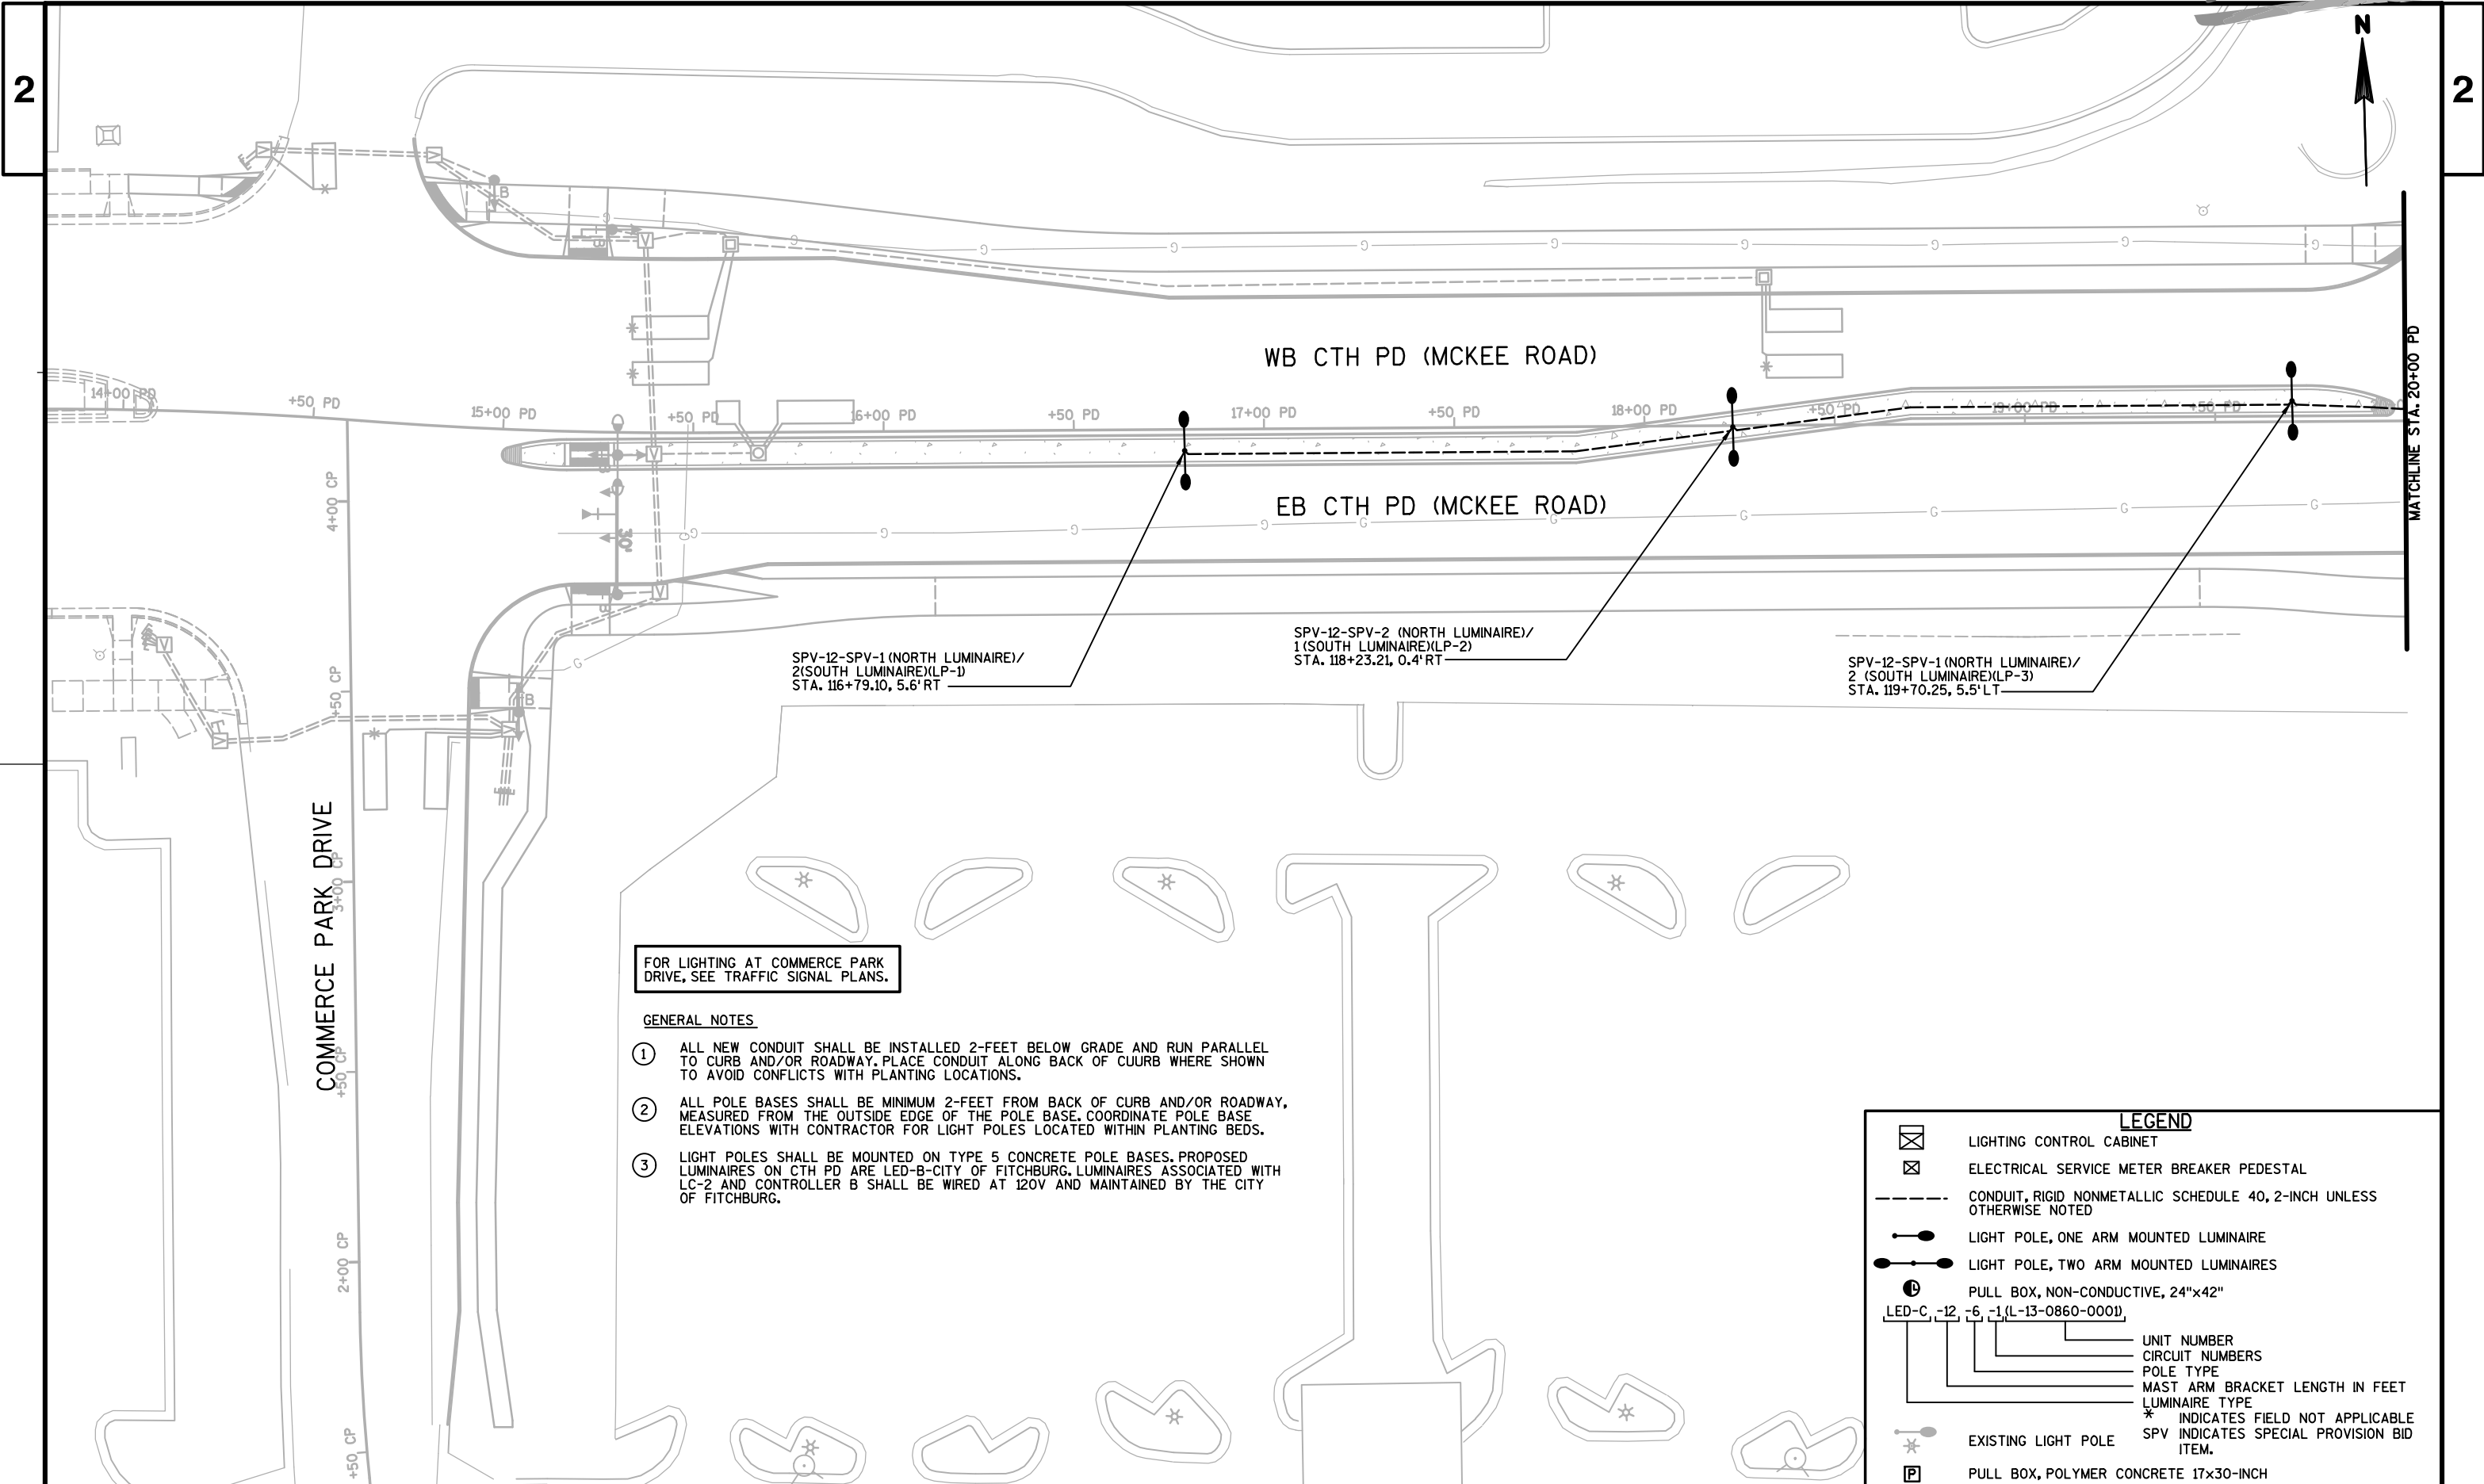 2
2
N
14+00 PD
+50 PD
15+00 PD
+50 PD
16+00 PD
+50 PD
17+00 PD
+50 PD
18+00 PD
+50 PD
19+00 PD
+50 PD
WB CTH PD (MCKEE ROAD)
EB CTH PD (MCKEE ROAD)
MATCHLINE STA. 20+00 PD
B
B
B
B
B
30'
G G G G G G G G G
G G G G G G G G G
G
G
4+00 CP
+50 CP
3+00 CP
+50 CP
2+00 CP
+50 CP
COMMERCE PARK DRIVE
SPV-12-SPV-1 (NORTH LUMINAIRE)/
2(SOUTH LUMINAIRE)(LP-1)
STA. 116+79.10, 5.6' RT
SPV-12-SPV-2 (NORTH LUMINAIRE)/
1 (SOUTH LUMINAIRE)(LP-2)
STA. 118+23.21, 0.4' RT
SPV-12-SPV-1 (NORTH LUMINAIRE)/
2 (SOUTH LUMINAIRE)(LP-3)
STA. 119+70.25, 5.5' LT
FOR LIGHTING AT COMMERCE PARK
DRIVE, SEE TRAFFIC SIGNAL PLANS.
GENERAL NOTES
1 ALL NEW CONDUIT SHALL BE INSTALLED 2-FEET BELOW GRADE AND RUN PARALLEL
TO CURB AND/OR ROADWAY. PLACE CONDUIT ALONG BACK OF CUURB WHERE SHOWN
TO AVOID CONFLICTS WITH PLANTING LOCATIONS.
2 ALL POLE BASES SHALL BE MINIMUM 2-FEET FROM BACK OF CURB AND/OR ROADWAY,
MEASURED FROM THE OUTSIDE EDGE OF THE POLE BASE. COORDINATE POLE BASE
ELEVATIONS WITH CONTRACTOR FOR LIGHT POLES LOCATED WITHIN PLANTING BEDS.
3 LIGHT POLES SHALL BE MOUNTED ON TYPE 5 CONCRETE POLE BASES. PROPOSED
LUMINAIRES ON CTH PD ARE LED-B-CITY OF FITCHBURG. LUMINAIRES ASSOCIATED WITH
LC-2 AND CONTROLLER B SHALL BE WIRED AT 120V AND MAINTAINED BY THE CITY
OF FITCHBURG.
LEGEND
LIGHTING CONTROL CABINET
ELECTRICAL SERVICE METER BREAKER PEDESTAL
CONDUIT, RIGID NONMETALLIC SCHEDULE 40, 2-INCH UNLESS
OTHERWISE NOTED
LIGHT POLE, ONE ARM MOUNTED LUMINAIRE
LIGHT POLE, TWO ARM MOUNTED LUMINAIRES
L PULL BOX, NON-CONDUCTIVE, 24"x42"
LED-C -12 -6 -1 (L-13-0860-0001)
UNIT NUMBER
CIRCUIT NUMBERS
POLE TYPE
MAST ARM BRACKET LENGTH IN FEET
LUMINAIRE TYPE
* INDICATES FIELD NOT APPLICABLE
SPV INDICATES SPECIAL PROVISION BID
ITEM.
EXISTING LIGHT POLE
P PULL BOX, POLYMER CONCRETE 17x30-INCH